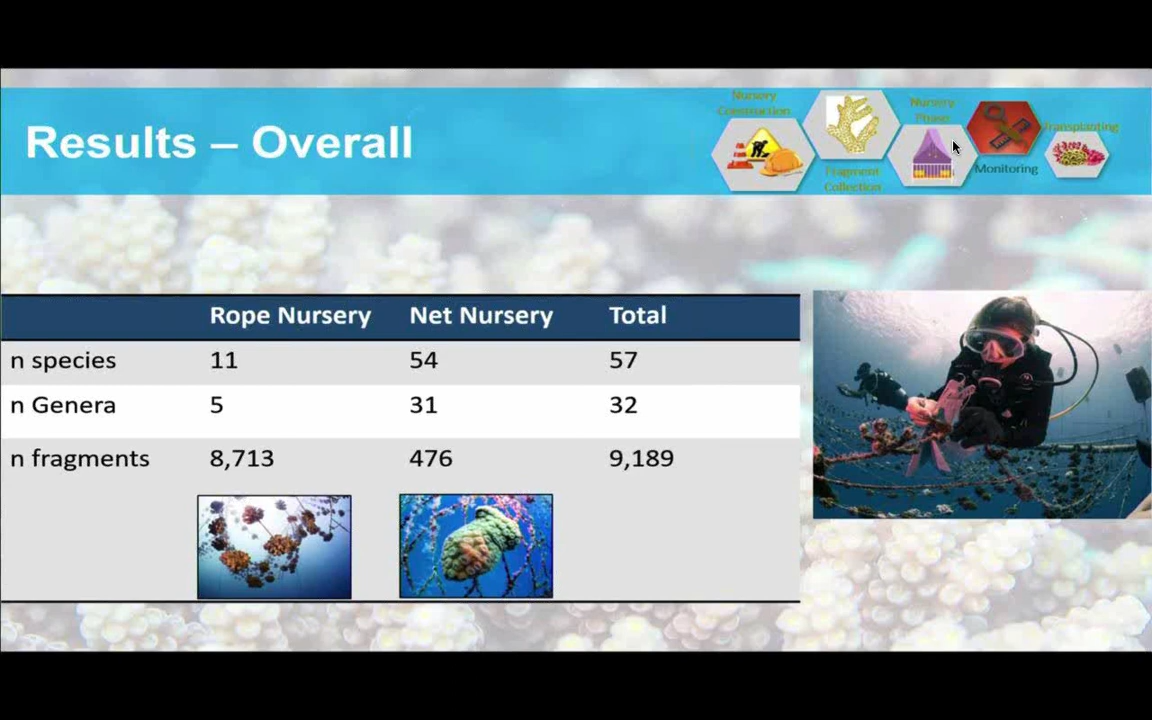 Results – Overall
Nursery
Construction
Fragment
Collection
Nursery
Phase
Monitoring
Transplanting
Rope Nursery Net Nursery Total
n species 11 54 57
n Genera 5 31 32
n fragments 8,713 476 9,189